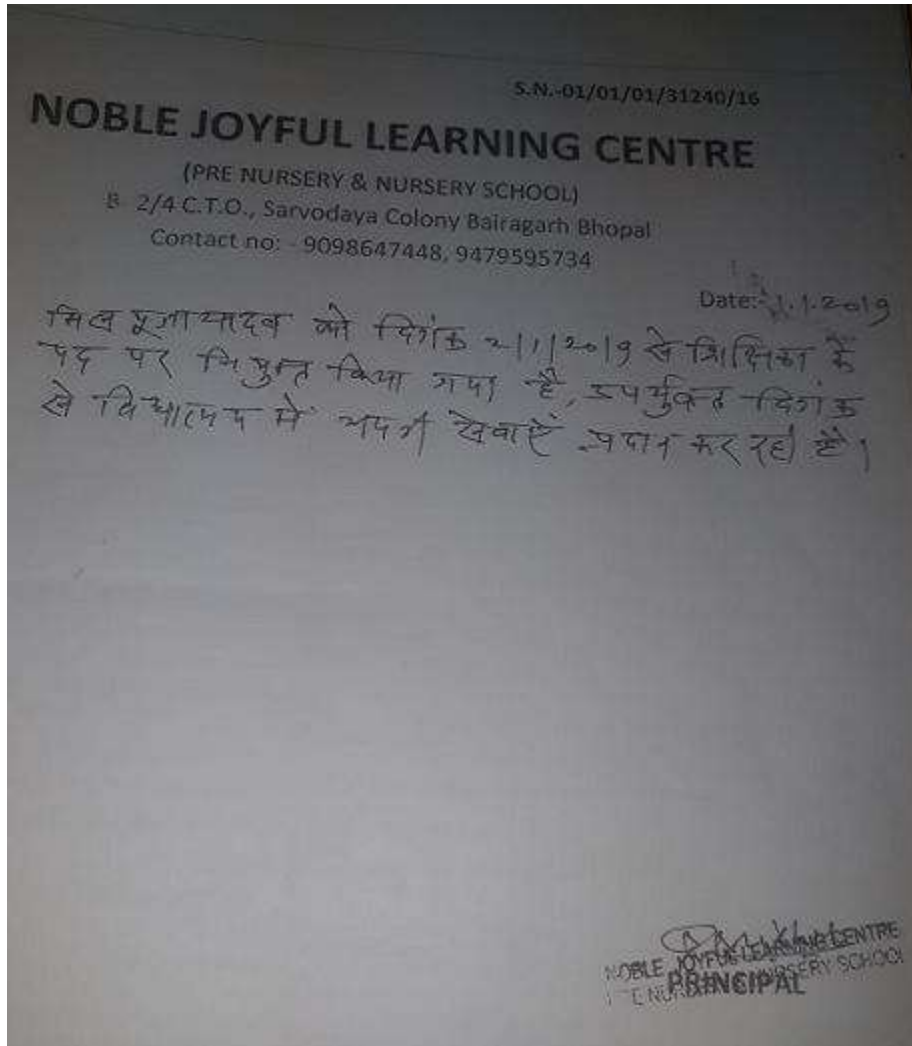 S.N.-01/01/01/31240/16
NOBLE JOYFUL LEARNING CENTRE
(PRE NURSERY & NURSERY SCHOOL)
B 2/4 C.T.O., Sarvodaya Colony Bairagarh Bhopal
Contact no: - 9098647448, 9479595734
Date: 1.1.2019
मिस पूजा यादव को दिनांक 2/1/2019 से शिक्षिका के
पद पर नियुक्त किया गया है, उपर्युक्त दिनांक
से विद्यालय में अपनी सेवाऐं प्रदान कर रही है।
NOBLE JOYFUL LEARNING CENTRE
NURSERY SCHOOL
PRINCIPAL